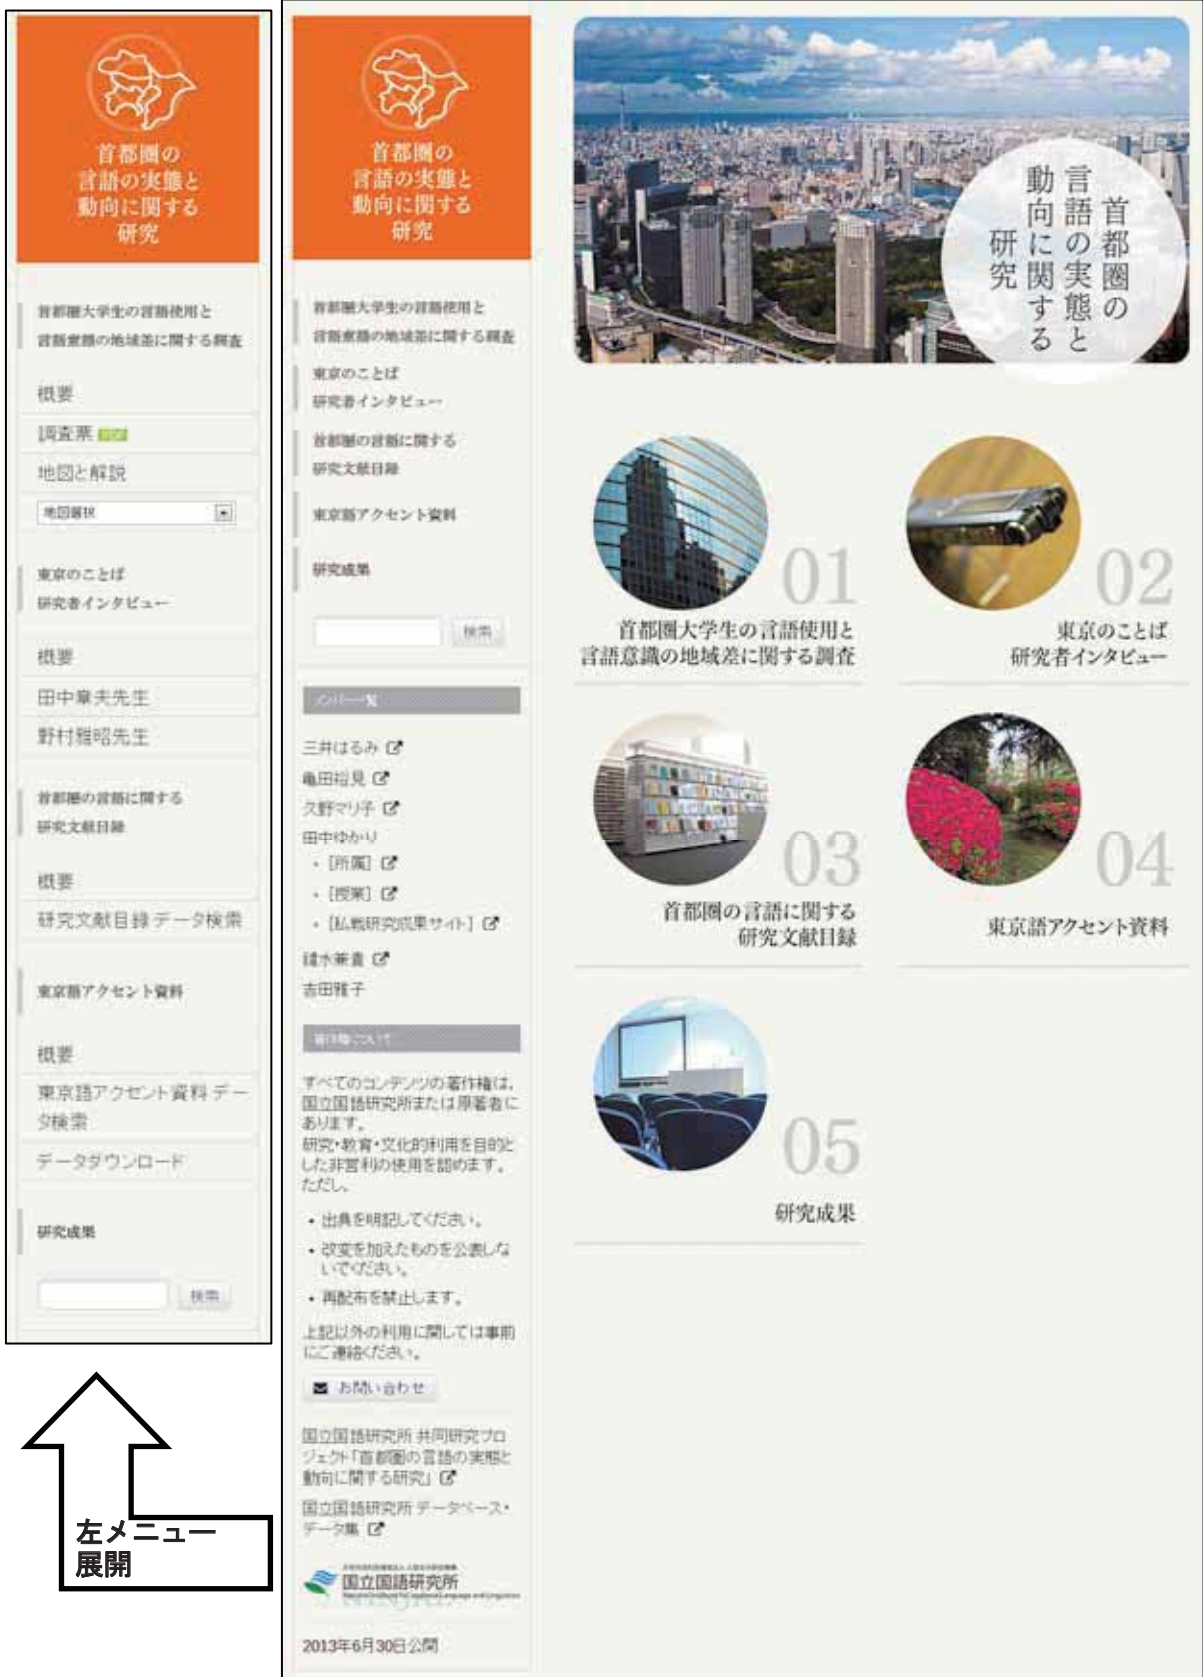 首都圏の
言語の実態と
動向に関する
研究
首都圏大学生の言語使用と
言語意識の地域差に関する調査
概要
調査票
地図と解説
地図選択
東京のことば
研究者インタビュー
概要
田中章夫先生
野村雅昭先生
首都圏の言語に関する
研究文献目録
概要
研究文献目録 データ検索
東京語アクセント資料
概要
東京語アクセント資料 デー
タ検索
データダウンロード
研究成果
検索
左メニュー
展開
首都圏の
言語の実態と
動向に関する
研究
首都圏大学生の言語使用と
言語意識の地域差に関する調査
東京のことば
研究者インタビュー
首都圏の言語に関する
研究文献目録
東京語アクセント資料
研究成果
検索
メンバー一覧
三井はるみ
亀田裕見
久野マリ子
田中ゆかり
・[所属]
・[授業]
・[私戦研究成果サイト]
鑓水兼貴
吉田雅子
著作権について
すべてのコンテンツの著作権は、
国立国語研究所または原著者に
あります。
研究・教育・文化的利用を目的と
した非営利の使用を認めます。
ただし、
・出典を明記してください。
・改変を加えたものを公表しな
いでください。
・再配布を禁止します。
上記以外の利用に関しては事前
にご連絡ください。
お問い合わせ
国立国語研究所 共同研究プロ
ジェクト「首都圏の言語の実態と
動向に関する研究」
国立国語研究所 データベース・
データ集
国立国語研究所
2013年6月30日公開
首都圏の
言語の実態と
動向に関する
研究
01
首都圏大学生の言語使用と
言語意識の地域差に関する調査
02
東京のことば
研究者インタビュー
03
首都圏の言語に関する
研究文献目録
04
東京語アクセント資料
05
研究成果